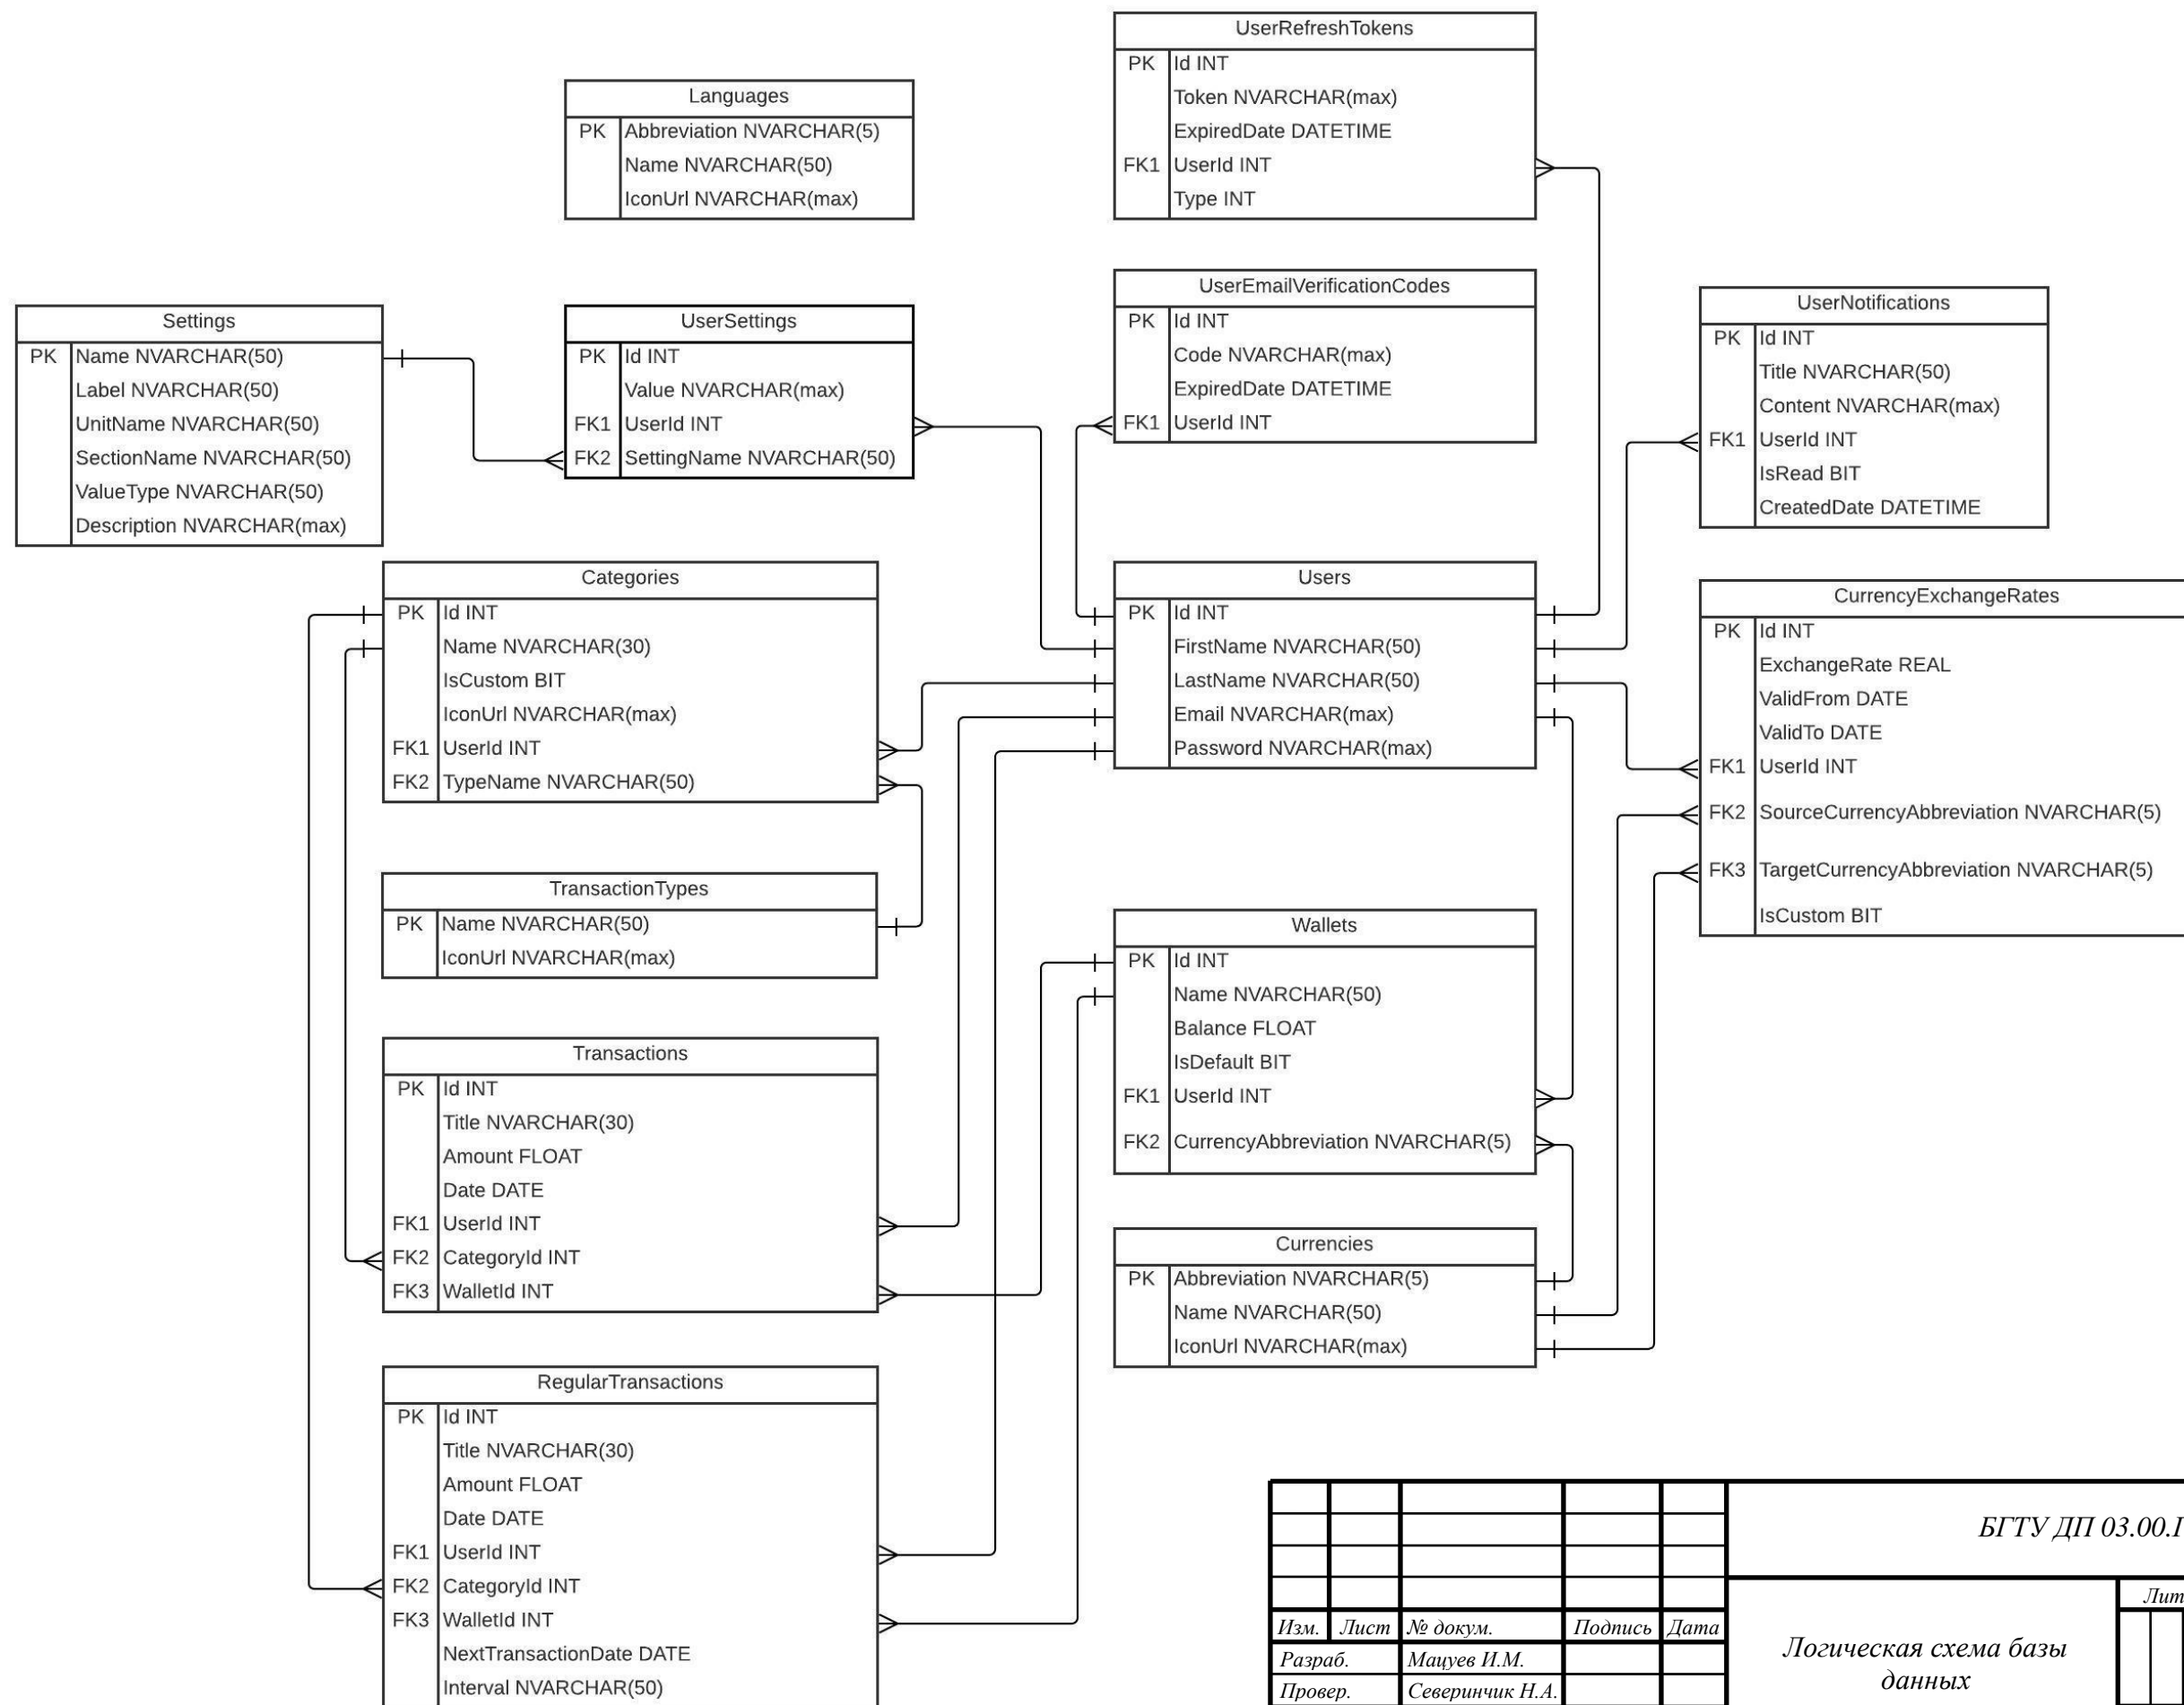 UserRefreshTokens
PK Id INT
Token NVARCHAR(max)
ExpiredDate DATETIME
FK1 UserId INT
Type INT
Languages
PK Abbreviation NVARCHAR(5)
Name NVARCHAR(50)
IconUrl NVARCHAR(max)
UserEmailVerificationCodes
PK Id INT
Code NVARCHAR(max)
ExpiredDate DATETIME
FK1 UserId INT
UserNotifications
PK Id INT
Title NVARCHAR(50)
Content NVARCHAR(max)
FK1 UserId INT
IsRead BIT
CreatedDate DATETIME
Settings
PK Name NVARCHAR(50)
Label NVARCHAR(50)
UnitName NVARCHAR(50)
SectionName NVARCHAR(50)
ValueType NVARCHAR(50)
Description NVARCHAR(max)
UserSettings
PK Id INT
Value NVARCHAR(max)
FK1 UserId INT
FK2 SettingName NVARCHAR(50)
Categories
PK Id INT
Name NVARCHAR(30)
IsCustom BIT
IconUrl NVARCHAR(max)
FK1 UserId INT
FK2 TypeName NVARCHAR(50)
Users
PK Id INT
FirstName NVARCHAR(50)
LastName NVARCHAR(50)
Email NVARCHAR(max)
Password NVARCHAR(max)
CurrencyExchangeRates
PK Id INT
ExchangeRate REAL
ValidFrom DATE
ValidTo DATE
FK1 UserId INT
FK2 SourceCurrencyAbbreviation NVARCHAR(5)
FK3 TargetCurrencyAbbreviation NVARCHAR(5)
IsCustom BIT
TransactionTypes
PK Name NVARCHAR(50)
IconUrl NVARCHAR(max)
Wallets
PK Id INT
Name NVARCHAR(50)
Balance FLOAT
IsDefault BIT
FK1 UserId INT
FK2 CurrencyAbbreviation NVARCHAR(5)
Transactions
PK Id INT
Title NVARCHAR(30)
Amount FLOAT
Date DATE
FK1 UserId INT
FK2 CategoryId INT
FK3 WalletId INT
Currencies
PK Abbreviation NVARCHAR(5)
Name NVARCHAR(50)
IconUrl NVARCHAR(max)
RegularTransactions
PK Id INT
Title NVARCHAR(30)
Amount FLOAT
Date DATE
FK1 UserId INT
FK2 CategoryId INT
FK3 WalletId INT
NextTransactionDate DATE
Interval NVARCHAR(50)
БГТУ ДП 03.00.
Лит
Изм. Лист № докум. Подпись Дата
Разраб. Мацуев И.М.
Провер. Северинчик Н.А.
Логическая схема базы
данных